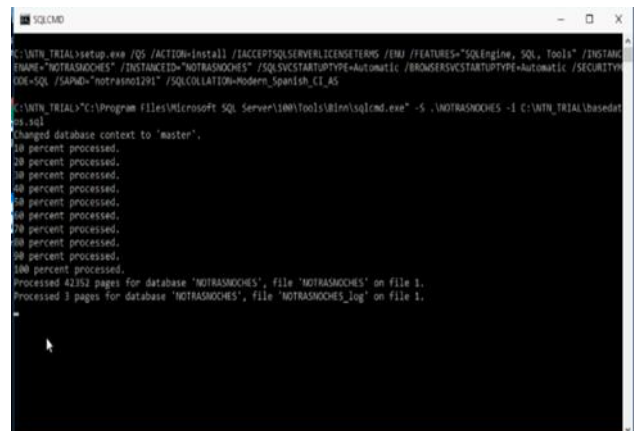 SQLCMD
C:\NTN_TRIAL>setup.exe /QS /ACTION=install /IACCEPTSQLSERVERLICENSETERMS /ENU /FEATURES="SQLEngine, SQL, Tools" /INSTANC
ENAME="NOTRASNOCHES" /INSTANCEID="NOTRASNOCHES" /SQLSVCSTARTUPTYPE=Automatic /BROWSERSVCSTARTUPTYPE=Automatic /SECURITYM
ODE=SQL /SAPWD="notrasno1291" /SQLCOLLATION=Modern_Spanish_CI_AS
C:\NTN_TRIAL>"C:\Program Files\Microsoft SQL Server\100\Tools\Binn\sqlcmd.exe" -S .\NOTRASNOCHES -i C:\NTN_TRIAL\basedat
os.sql
Changed database context to 'master'.
10 percent processed.
20 percent processed.
30 percent processed.
40 percent processed.
50 percent processed.
60 percent processed.
70 percent processed.
80 percent processed.
90 percent processed.
100 percent processed.
Processed 42352 pages for database 'NOTRASNOCHES', file 'NOTRASNOCHES' on file 1.
Processed 3 pages for database 'NOTRASNOCHES', file 'NOTRASNOCHES_log' on file 1.